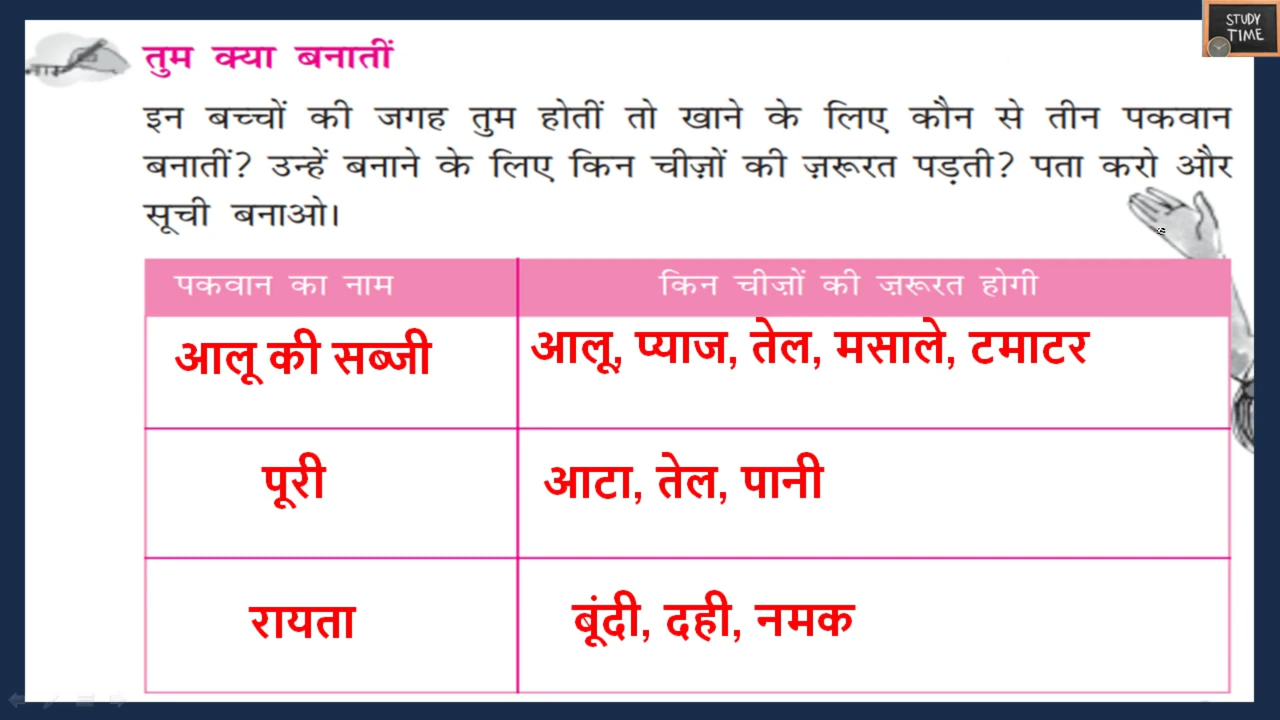 STUDY
TIME
तुम क्या बनातीं
इन बच्चों की जगह तुम होतीं तो खाने के लिए कौन से तीन पकवान
बनातीं? उन्हें बनाने के लिए किन चीज़ों की ज़रूरत पड़ती? पता करो और
सूची बनाओ।
पकवान का नाम
किन चीज़ों की ज़रूरत होगी
आलू की सब्जी
आलू, प्याज, तेल, मसाले, टमाटर
पूरी
आटा, तेल, पानी
रायता
बूंदी, दही, नमक